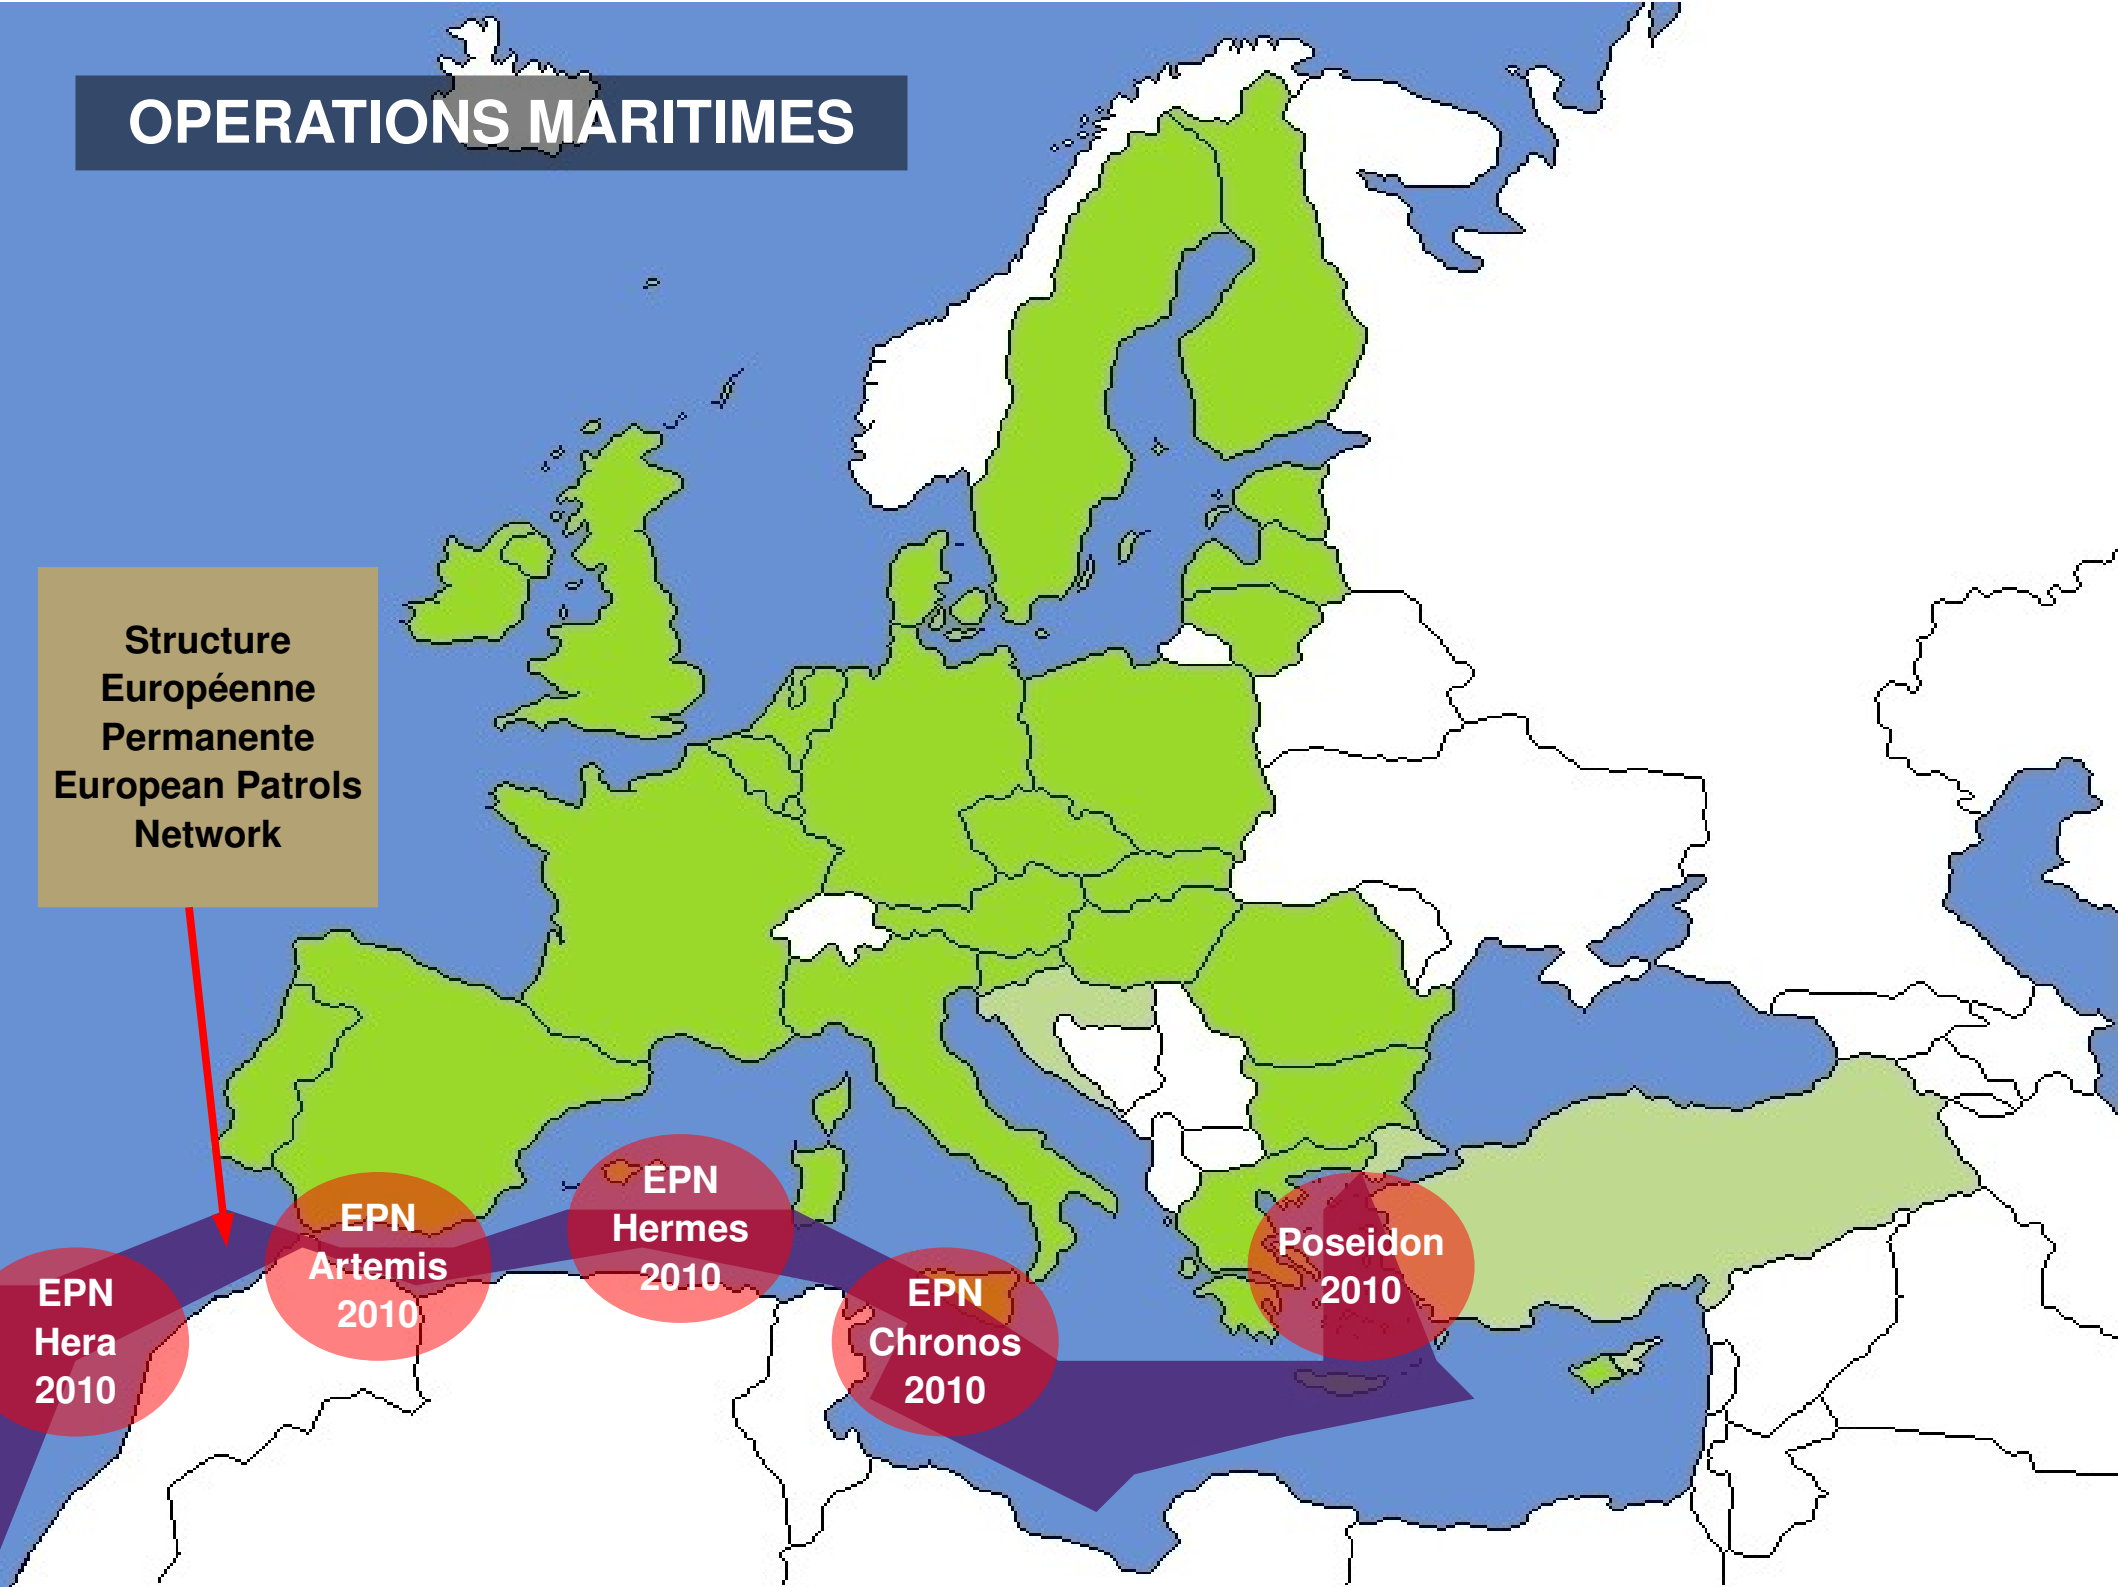 OPERATIONS MARITIMES
Structure
Européenne
Permanente
European Patrols
Network
EPN
Hera
2010
EPN
Artemis
2010
EPN
Hermes
2010
EPN
Chronos
2010
Poseidon
2010